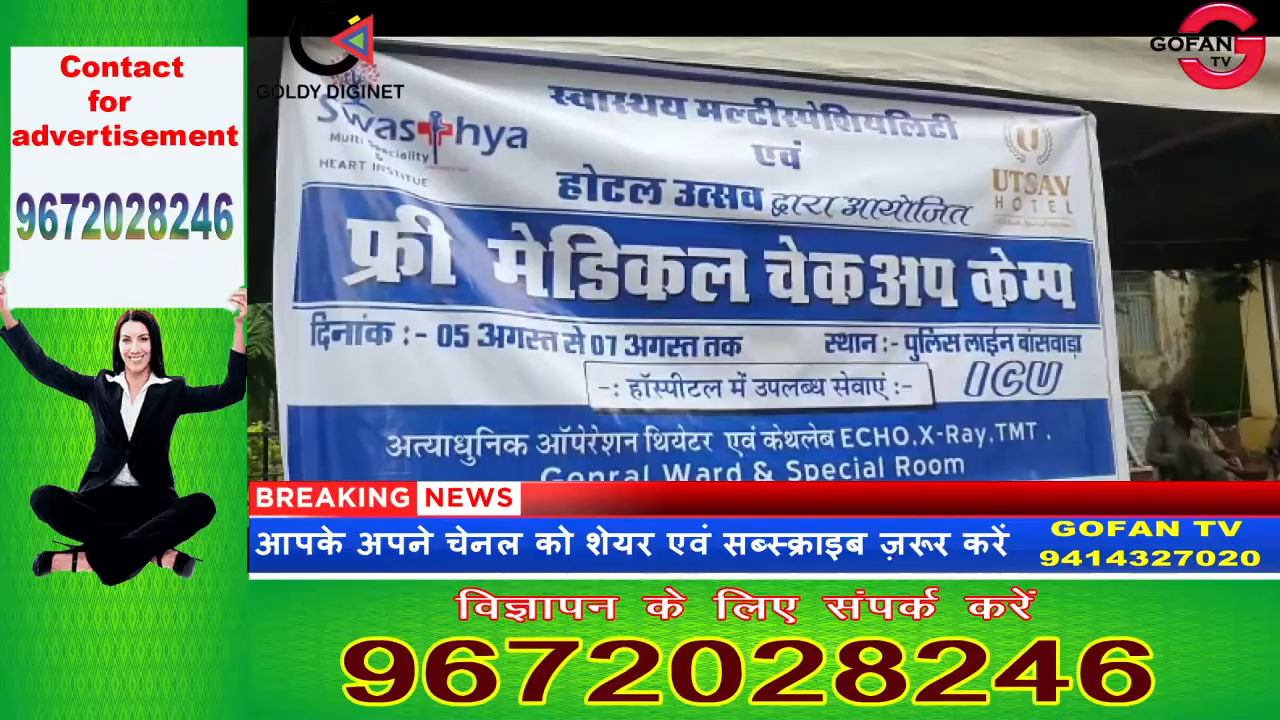 Contact
for
advertisement
9672028246
GOLDY DIGINET
GOFAN
TV
Swasthya
Multi Speciality
&
HEART INSTITUE
स्वास्थय मल्टीस्पेशियलिटी
एवं
होटल उत्सव द्वारा आयोजित
U
UTSAV
HOTEL
फ्री मेडिकल चेकअप केम्प
दिनांक :- 05 अगस्त से 07 अगस्त तक
स्थान :- पुलिस लाईन बांसवाड़ा
-: हॉस्पीटल में उपलब्ध सेवाएं :-
ICU
अत्याधुनिक ऑपेरेशन थियेटर एवं केथलेब ECHO.X-Ray.TMT .
Genral Ward & Special Room
BREAKING NEWS
आपके अपने चेनल को शेयर एवं सब्स्क्राइब ज़रूर करें
GOFAN TV
9414327020
विज्ञापन के लिए संपर्क करें
9672028246